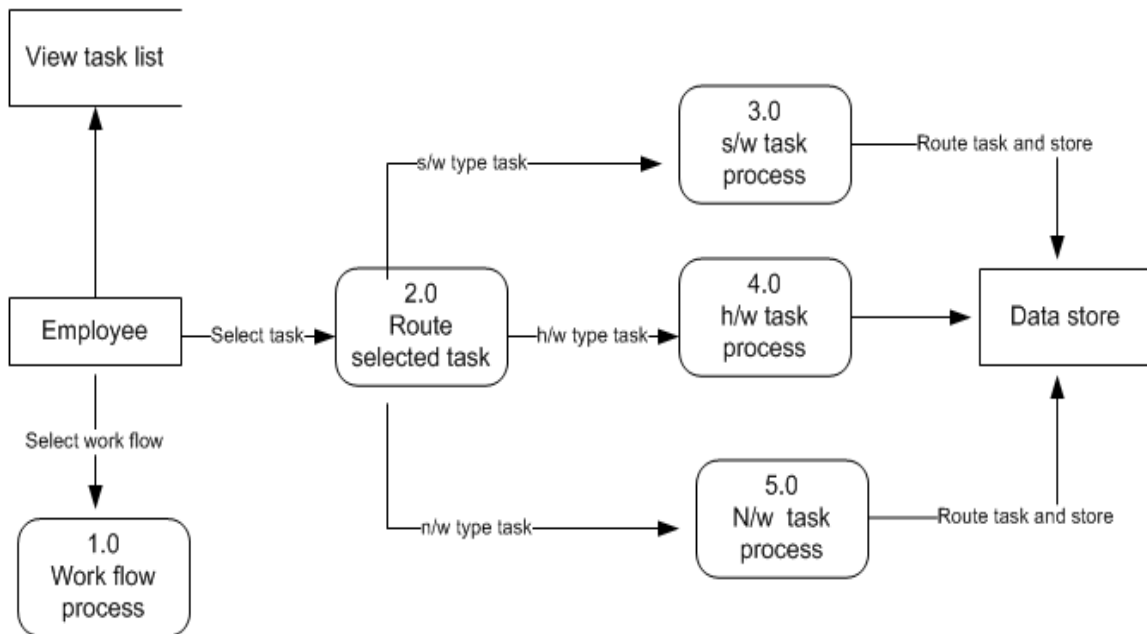 View task list
3.0
s/w task
process
s/w type task
Route task and store
Employee
Select task
2.0
Route
selected task
h/w type task
4.0
h/w task
process
Data store
Select work flow
1.0
Work flow
process
n/w type task
5.0
N/w task
process
Route task and store